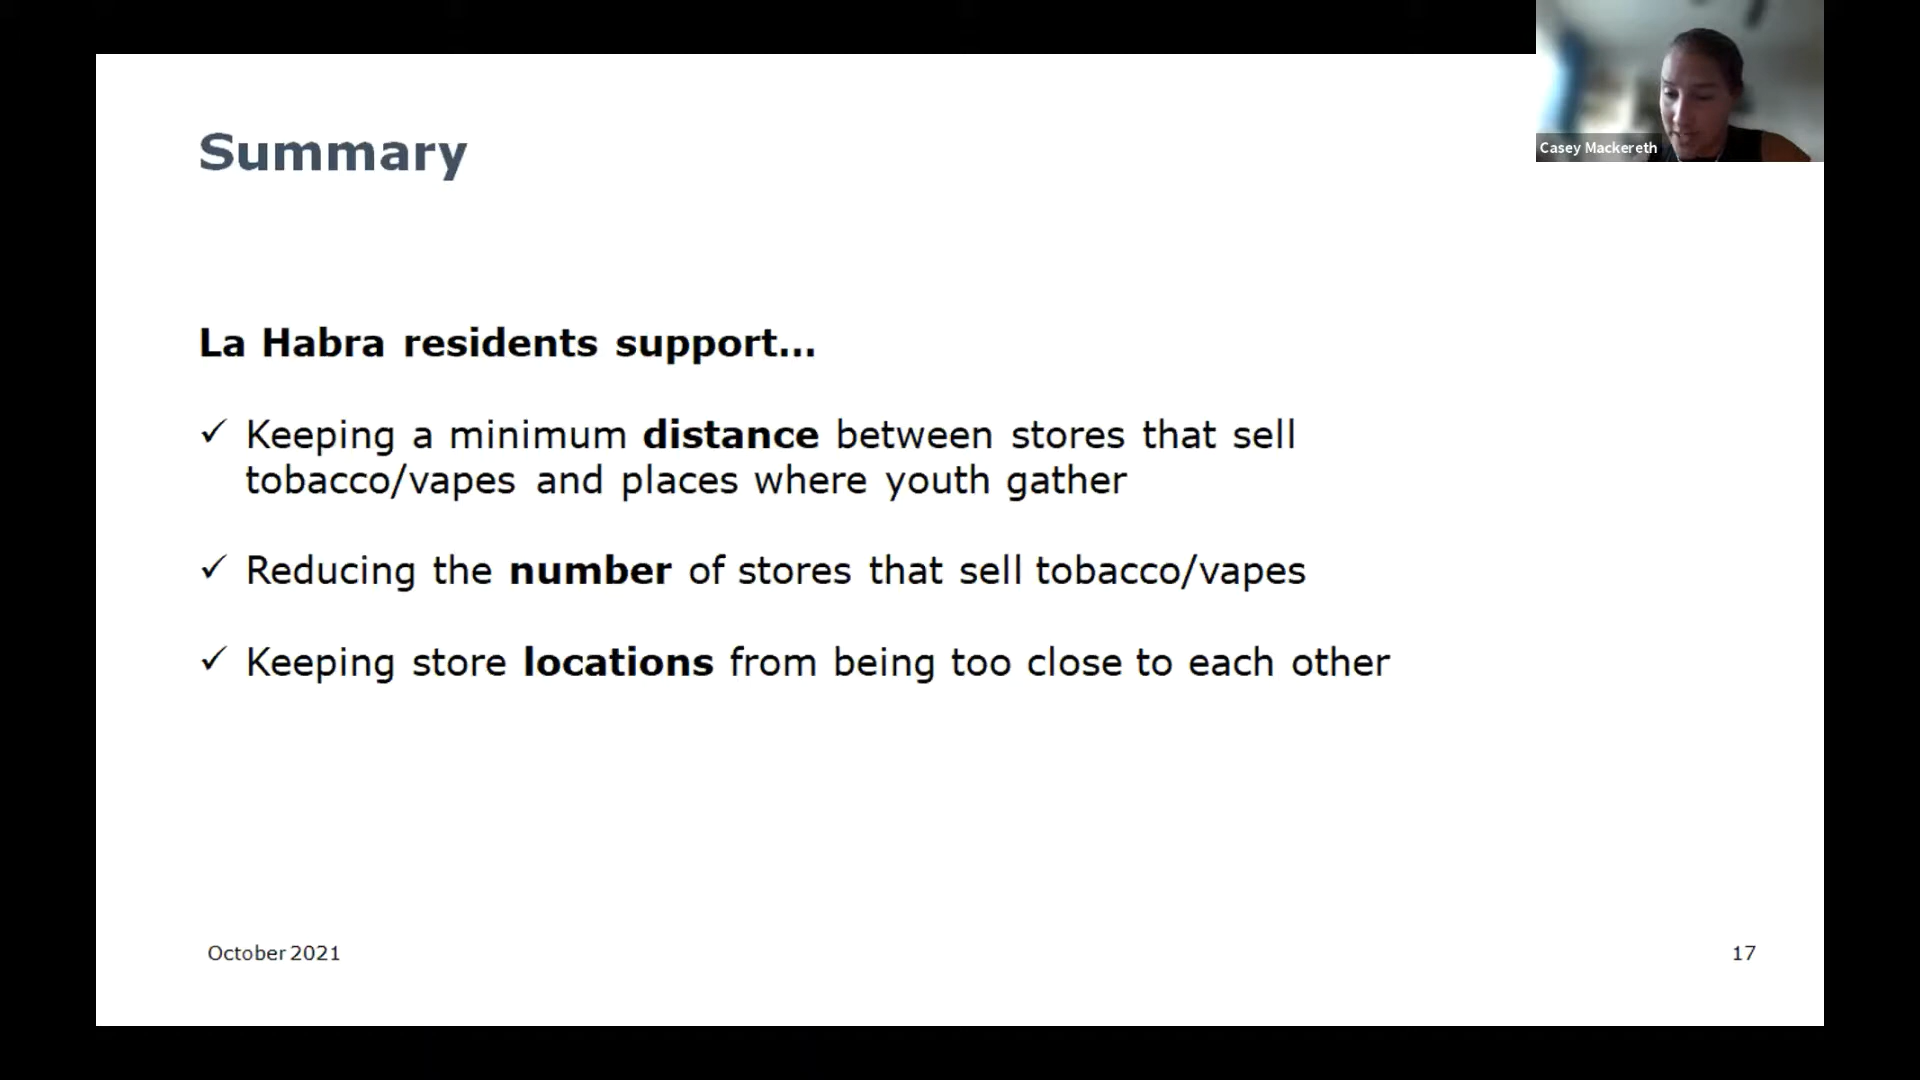 Summary
Casey Mackereth
La Habra residents support...
✓ Keeping a minimum distance between stores that sell
tobacco/vapes and places where youth gather
✓ Reducing the number of stores that sell tobacco/vapes
✓ Keeping store locations from being too close to each other
October 2021
17